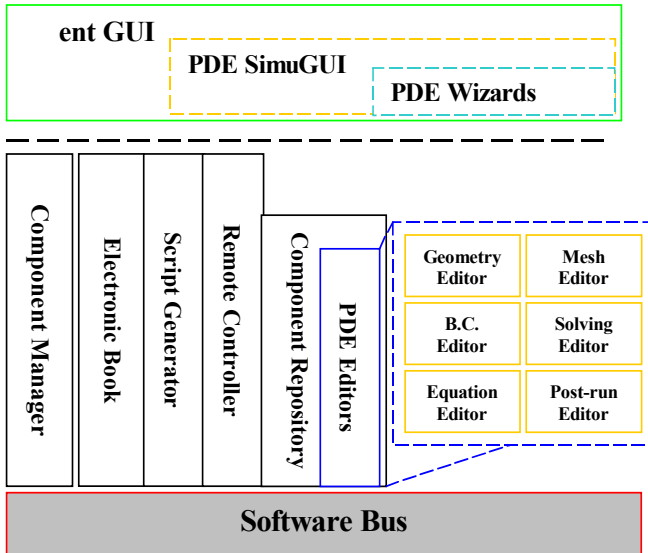 ent GUI
PDE SimuGUI
PDE Wizards
Component Manager
Electronic Book
Script Generator
Remote Controller
Component Repository
PDE Editors
Geometry
Editor
Mesh
Editor
B.C.
Editor
Solving
Editor
Equation
Editor
Post-run
Editor
Software Bus